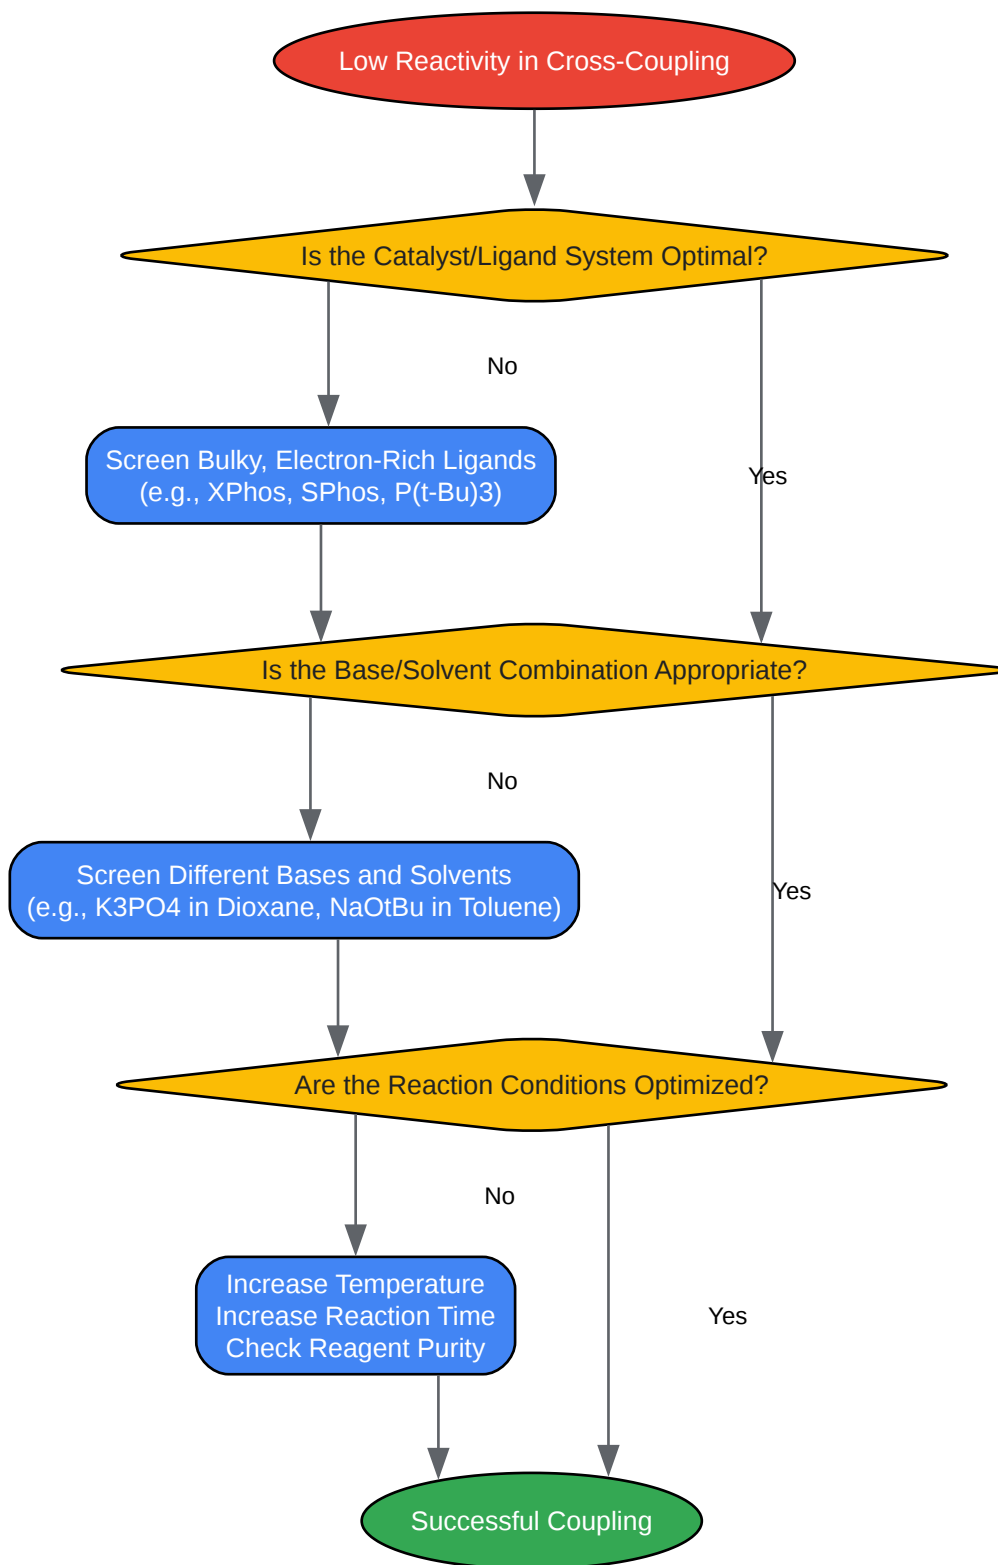 Low Reactivity in Cross-Coupling
Is the Catalyst/Ligand System Optimal?
No
Screen Bulky, Electron-Rich Ligands
(e.g., XPhos, SPhos, P(t-Bu)3)
Yes
Is the Base/Solvent Combination Appropriate?
No
Screen Different Bases and Solvents
(e.g., K3PO4 in Dioxane, NaOtBu in Toluene)
Yes
Are the Reaction Conditions Optimized?
No
Increase Temperature
Increase Reaction Time
Check Reagent Purity
Yes
Successful Coupling